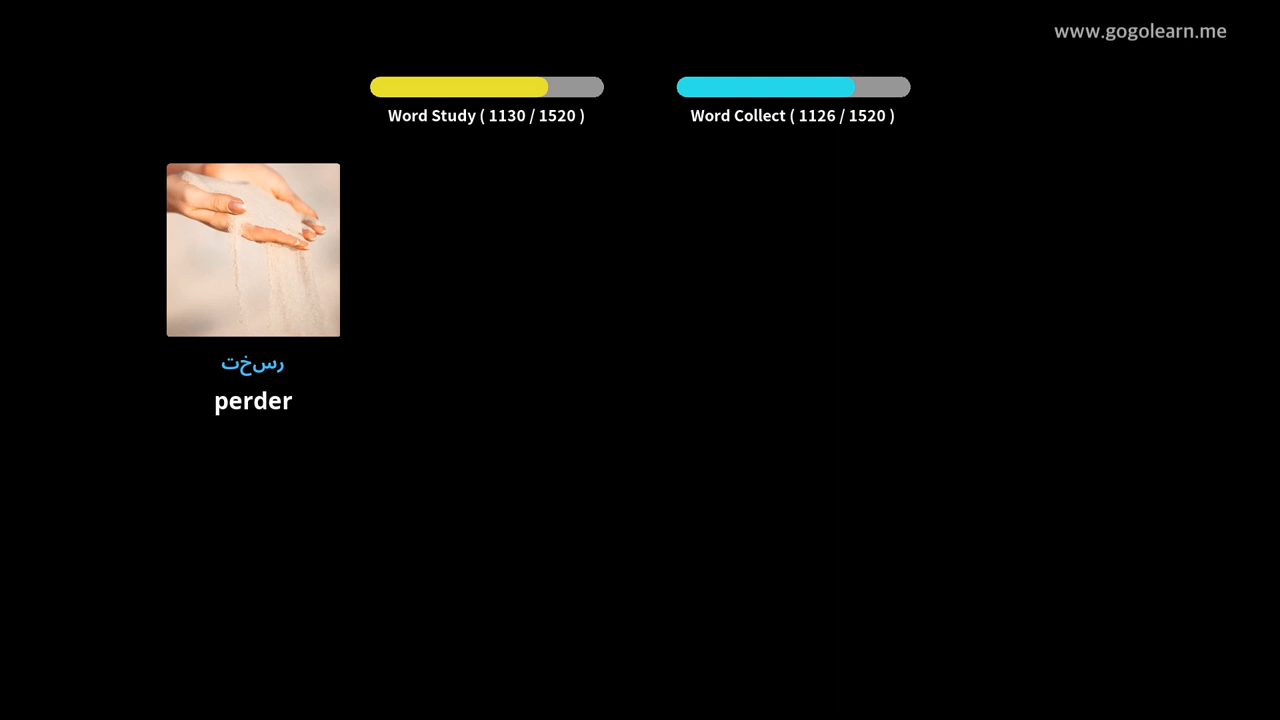 www.gogolearn.me
Word Study ( 1130 / 1520 )
Word Collect ( 1126 / 1520 )
رسخت
perder